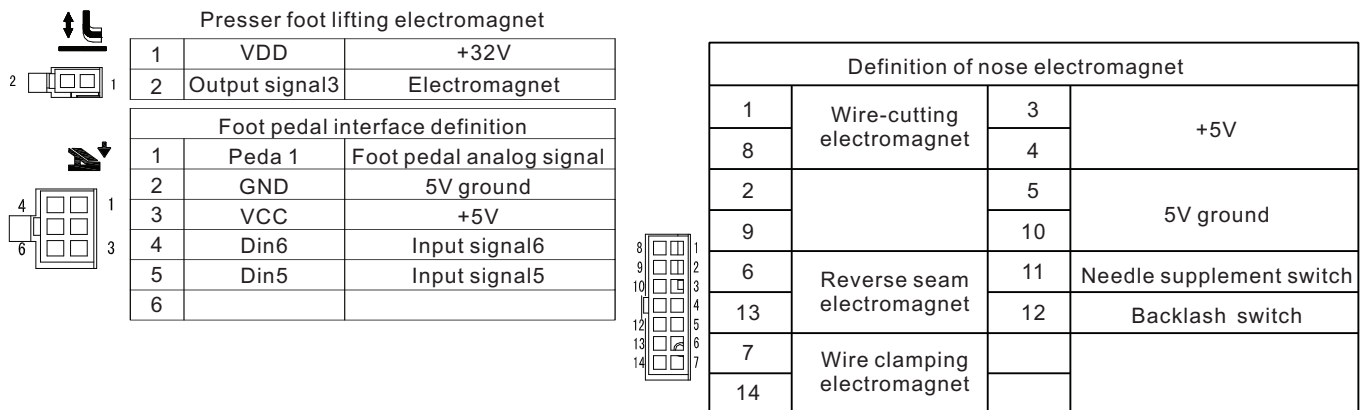 Presser foot lifting electromagnet
1 VDD +32V
2 Output signal3 Electromagnet
2 1
Foot pedal interface definition
1 Peda 1 Foot pedal analog signal
2 GND 5V ground
3 VCC +5V
4 Din6 Input signal6
5 Din5 Input signal5
6
4 1
6 3
Definition of nose electromagnet
1 Wire-cutting 3 +5V
8 electromagnet 4
2 5 5V ground
9 10
6 Reverse seam 11 Needle supplement switch
13 electromagnet 12 Backlash switch
7 Wire clamping
14 electromagnet
8 1
9 2
10 3
4
12 5
13 6
14 7